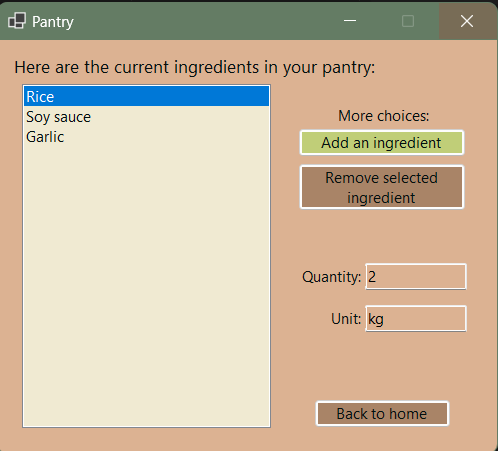 Pantry
Here are the current ingredients in your pantry:
Rice
Soy sauce
Garlic
More choices:
Add an ingredient
Remove selected
ingredient
Quantity: 2
Unit: kg
Back to home